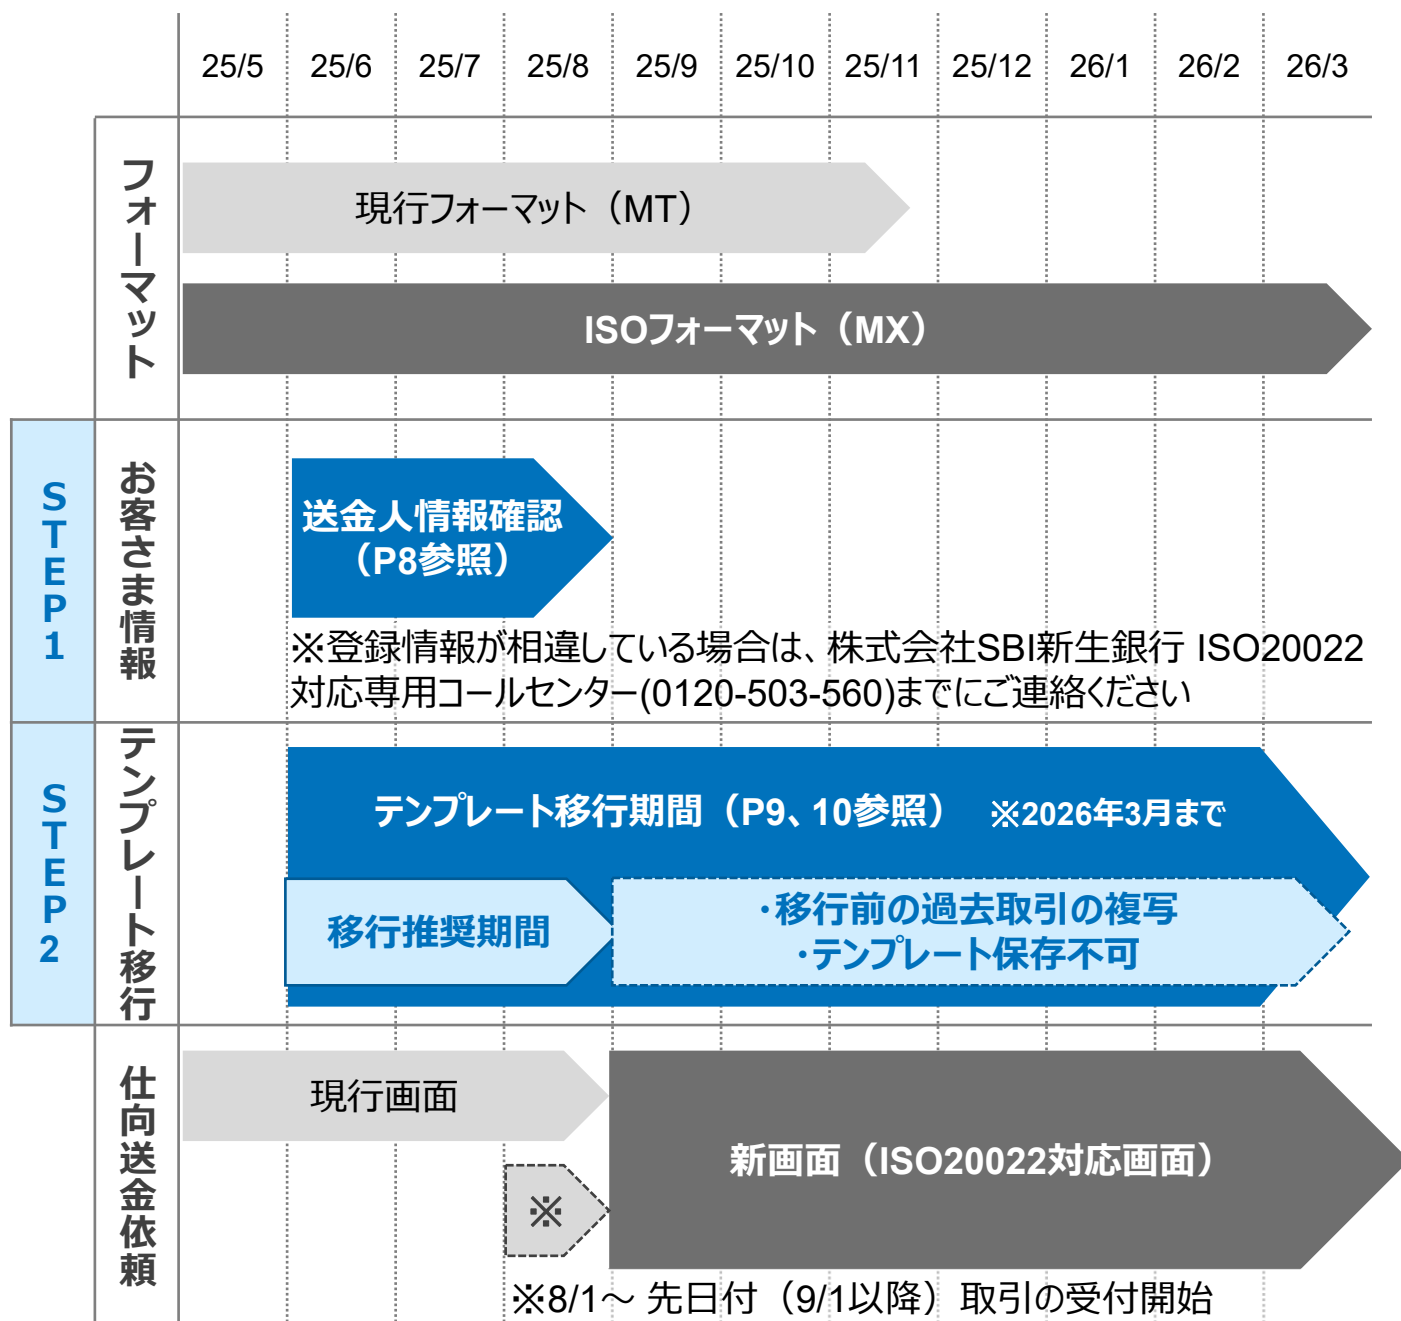 25/5 25/6 25/7 25/8 25/9 25/10 25/11 25/12 26/1 26/2 26/3
フォーマット
現行フォーマット（MT）
ISOフォーマット（MX）
STEP1
お客さま情報
送金人情報確認
（P8参照）
※登録情報が相違している場合は、株式会社SBI新生銀行 ISO20022
対応専用コールセンター(0120-503-560)までにご連絡ください
STEP2
テンプレート移行
テンプレート移行期間（P9、10参照） ※2026年3月まで
移行推奨期間
・移行前の過去取引の複写
・テンプレート保存不可
仕向送金依頼
現行画面
新画面（ISO20022対応画面）
※
※8/1～ 先日付（9/1以降）取引の受付開始